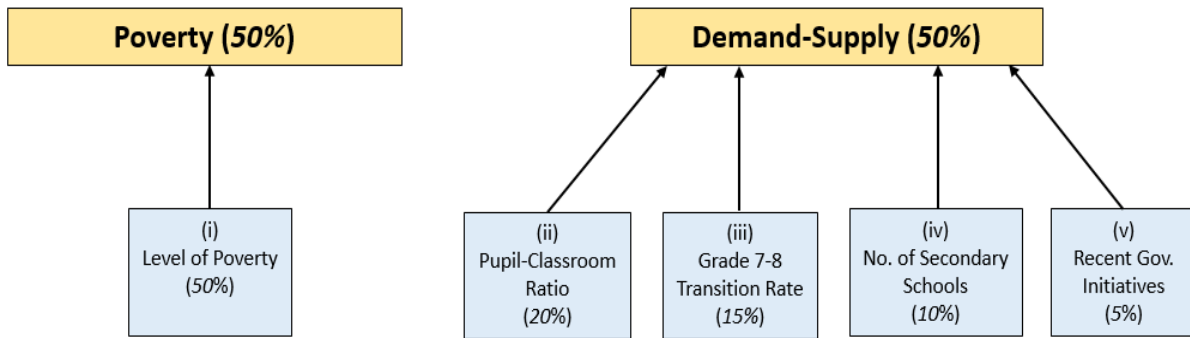 Poverty (50%)
Demand-Supply (50%)
(i)
Level of Poverty
(50%)
(ii)
Pupil-Classroom
Ratio
(20%)
(iii)
Grade 7-8
Transition Rate
(15%)
(iv)
No. of Secondary
Schools
(10%)
(v)
Recent Gov.
Initiatives
(5%)